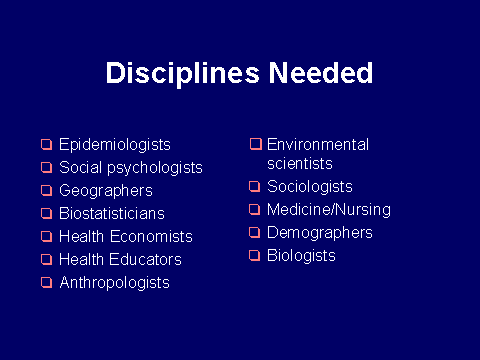 Disciplines Needed
Epidemiologists
Social psychologists
Geographers
Biostatisticians
Health Economists
Health Educators
Anthropologists
Environmental
scientists
Sociologists
Medicine/Nursing
Demographers
Biologists